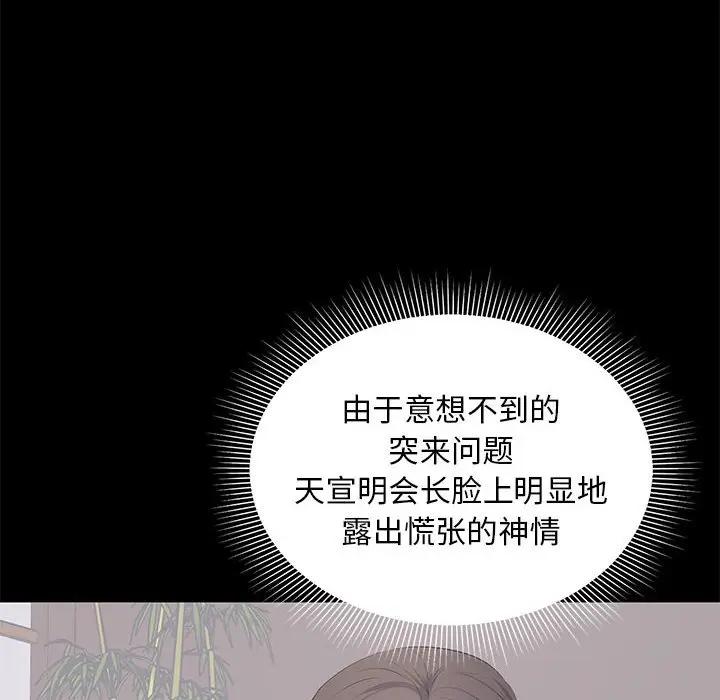 由于意想不到的
突来问题
天宣明会长脸上明显地
露出慌张的神情